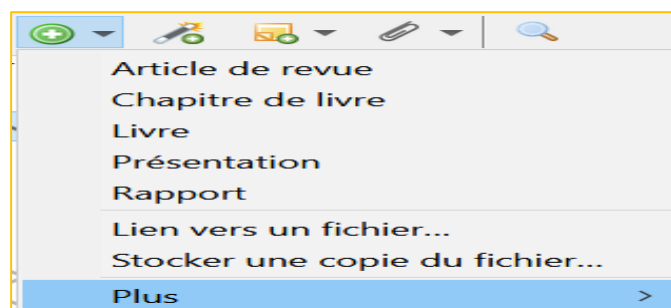 Article de revue
Chapitre de livre
Livre
Présentation
Rapport
Lien vers un fichier...
Stocker une copie du fichier...
Plus >